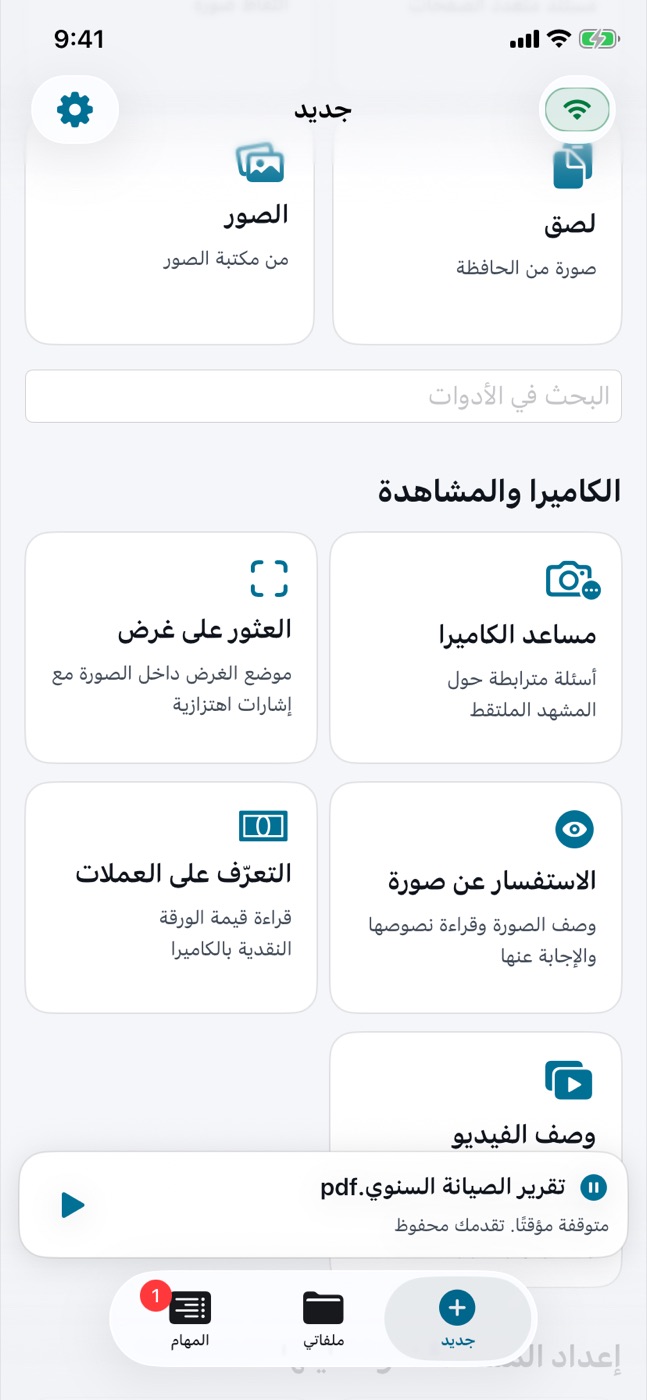 9:41
جديد
لصق
صورة من الحافظة
الصور
من مكتبة الصور
البحث في الأدوات
الكاميرا والمشاهدة
مساعد الكاميرا
أسئلة مترابطة حول
المشهد الملتقط
العثور على غرض
موضع الغرض داخل الصورة مع
إشارات اهتزازية
الاستفسار عن صورة
وصف الصورة وقراءة نصوصها
والإجابة عنها
التعرّف على العملات
قراءة قيمة الورقة
النقدية بالكاميرا
وصف الفيديو
تقرير الصيانة السنوي.pdf
متوقفة مؤقتًا. تقدمك محفوظ
جديد
ملفاتي
المهام
1
إعداد